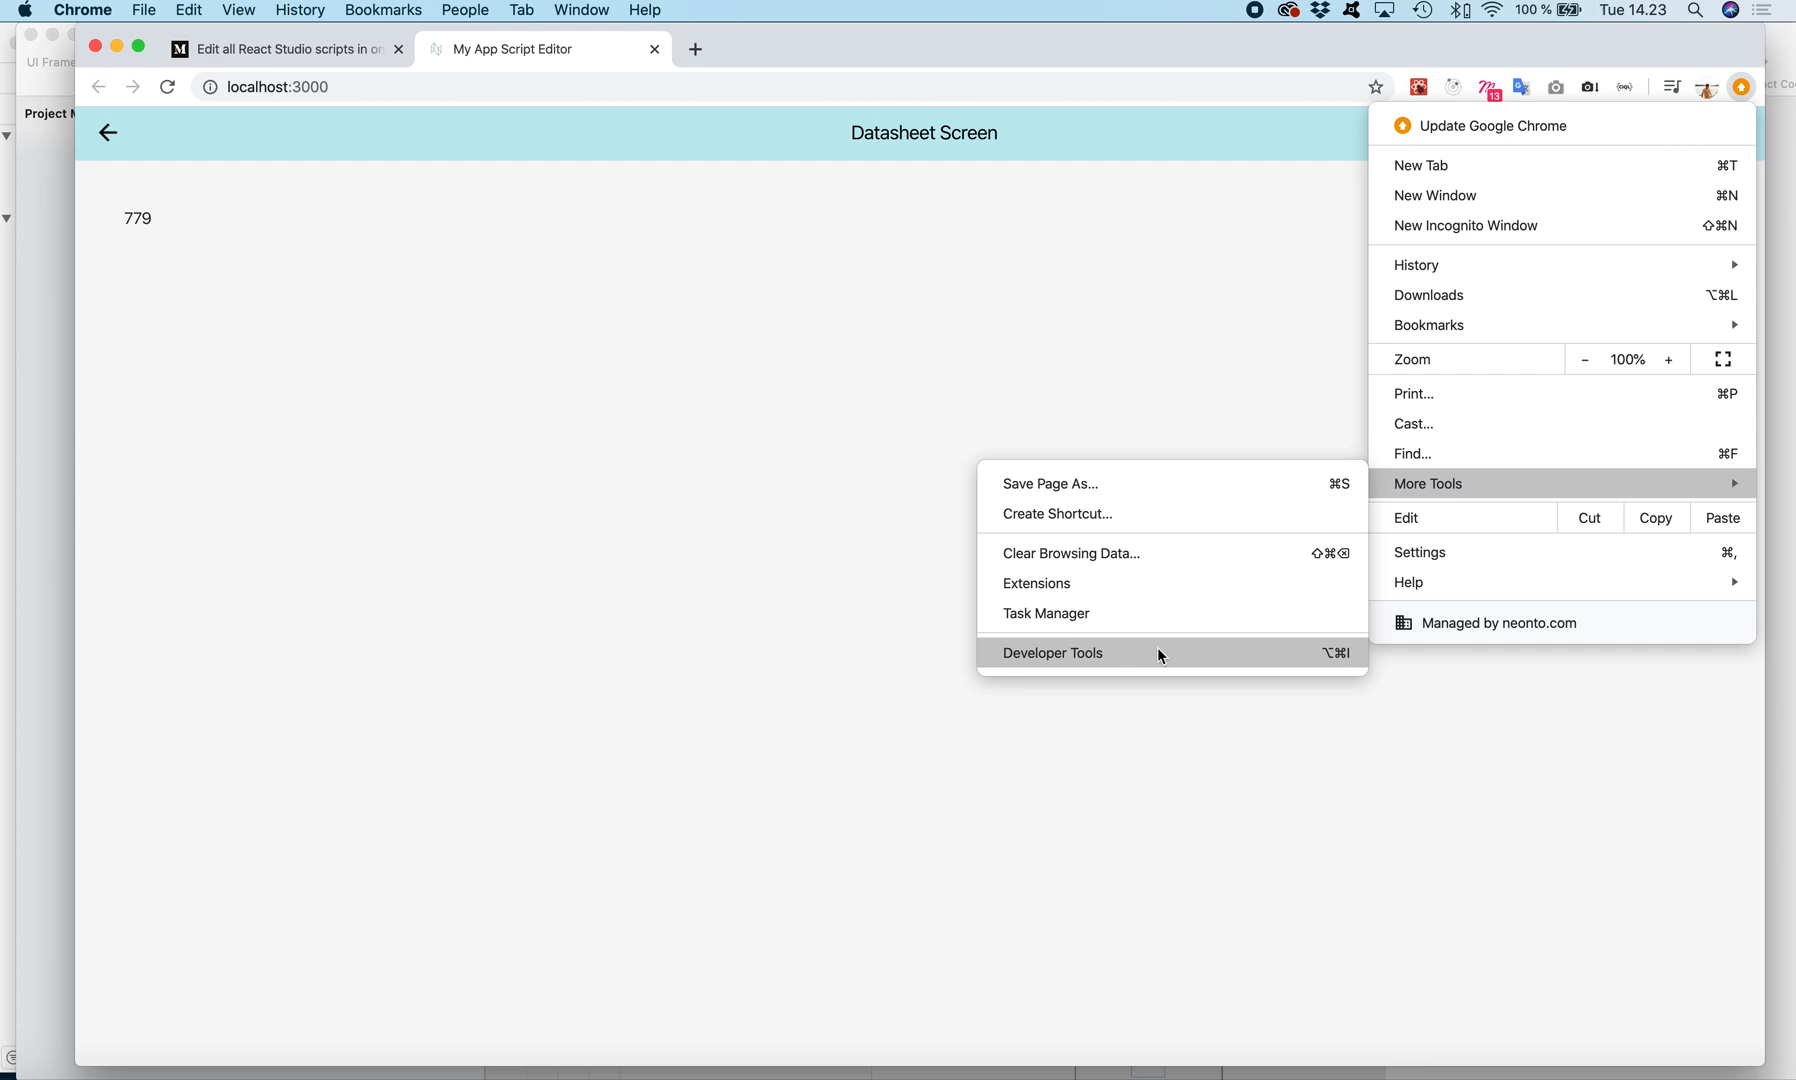 Chrome File Edit View History Bookmarks People Tab Window Help 100 % Tue 14.23
UI Frame
Edit all React Studio scripts in on
My App Script Editor
localhost:3000
13
Project
Datasheet Screen
779
Update Google Chrome
New Tab ⌘T
New Window ⌘N
New Incognito Window ⇧⌘N
History
Downloads ⌥⌘L
Bookmarks
Zoom - 100% +
Print... ⌘P
Cast...
Find... ⌘F
More Tools
Edit Cut Copy Paste
Settings ⌘,
Help
Managed by neonto.com
Save Page As... ⌘S
Create Shortcut...
Clear Browsing Data... ⇧⌘⌫
Extensions
Task Manager
Developer Tools ⌥⌘I